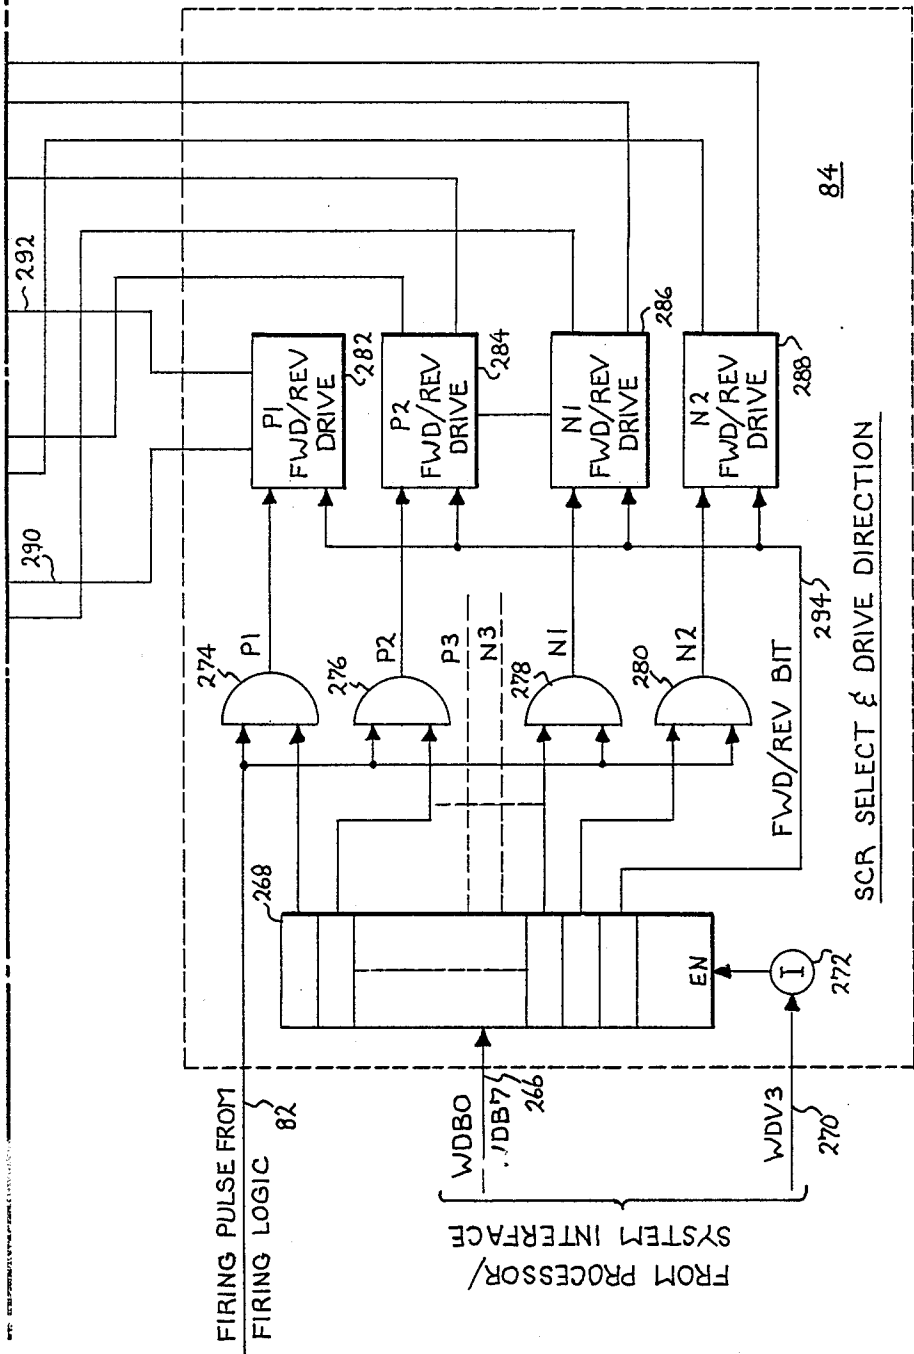 292
290
84
P1
FWD/REV
DRIVE
282
P2
FWD/REV
DRIVE
284
N1
FWD/REV
DRIVE
286
N2
FWD/REV
DRIVE
288
274
P1
276
P2
P3
N3
278
N1
280
N2
FWD/REV BIT
294
SCR SELECT & DRIVE DIRECTION
268
EN
I
272
FIRING PULSE FROM
FIRING LOGIC
82
WDB0
266
WDV3
270
FROM PROCESSOR/
SYSTEM INTERFACE